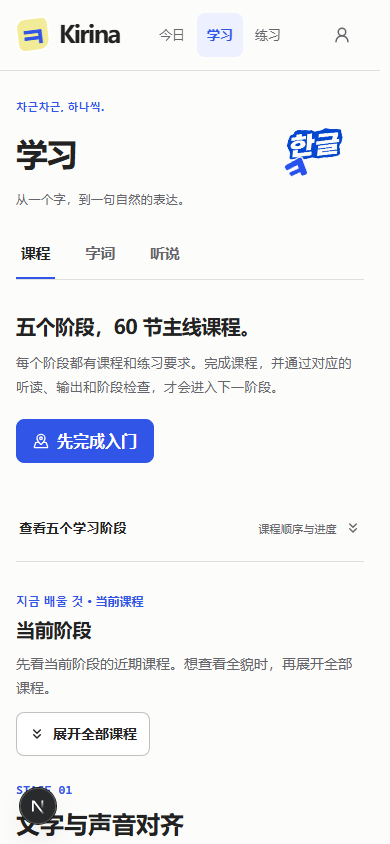 ㅋ Kirina 今日 学习 练习
차근차근, 하나씩.
学习
한글
ㅋ
从一个字，到一句自然的表达。
课程 字词 听说
五个阶段，60 节主线课程。
每个阶段都有课程和练习要求。完成课程，并通过对应的
听读、输出和阶段检查，才会进入下一阶段。
先完成入门
查看五个学习阶段 课程顺序与进度
지금 배울 것 • 当前课程
当前阶段
先看当前阶段的近期课程。想查看全貌时，再展开全部
课程。
展开全部课程
STAGE 01
N
文字与声音对齐